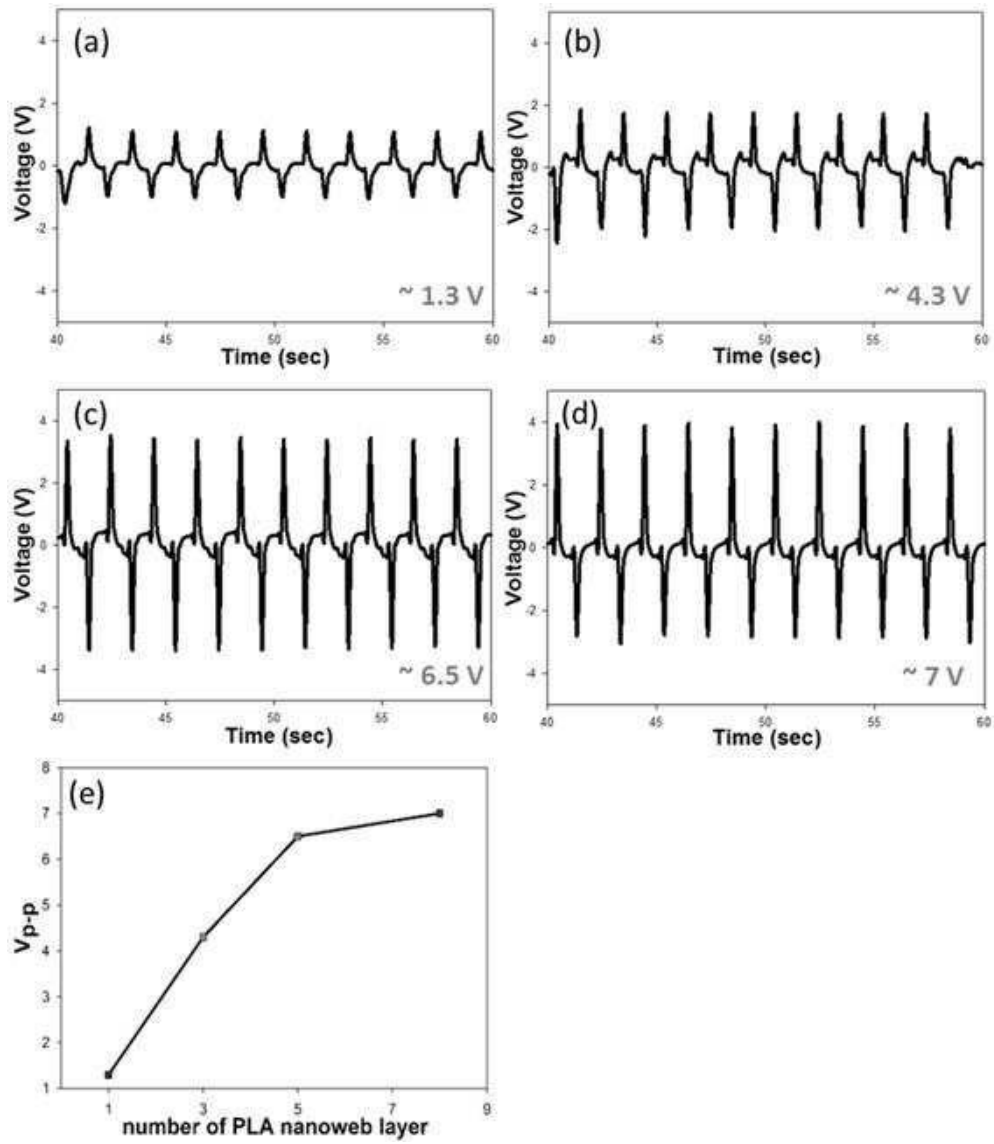 (a)
Voltage (V)
4
2
0
-2
-4
~ 1.3 V
40 45 50 55 60
Time (sec)
(b)
Voltage (V)
4
2
0
-2
-4
~ 4.3 V
40 45 50 55 60
Time (sec)
(c)
Voltage (V)
4
2
0
-2
-4
~ 6.5 V
40 45 50 55 60
Time (sec)
(d)
Voltage (V)
4
2
0
-2
-4
~ 7 V
40 45 50 55 60
Time (sec)
(e)
Vp-p
8
7
6
5
4
3
2
1
1 3 5 7 9
number of PLA nanoweb layer